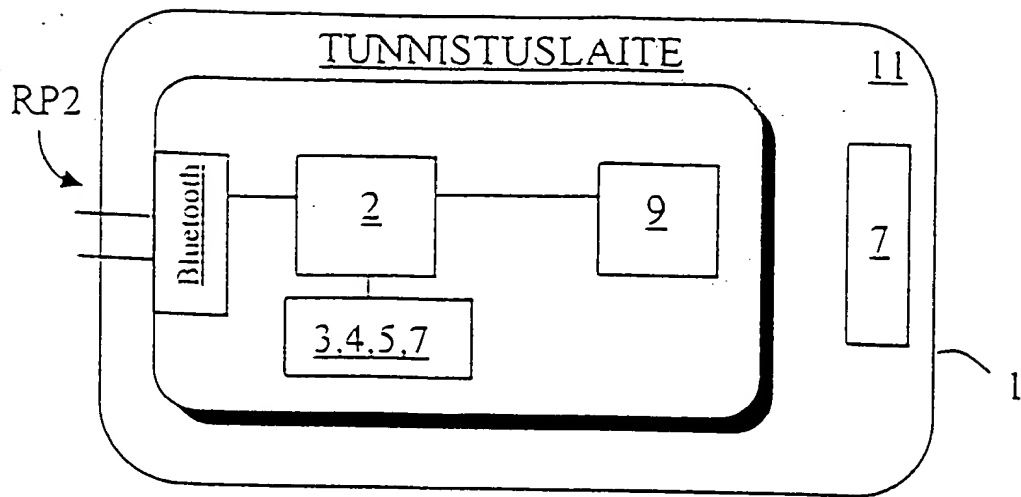 TUNNISTUSLAITE
11
RP2
Bluetooth
2
9
7
3,4,5,7
1